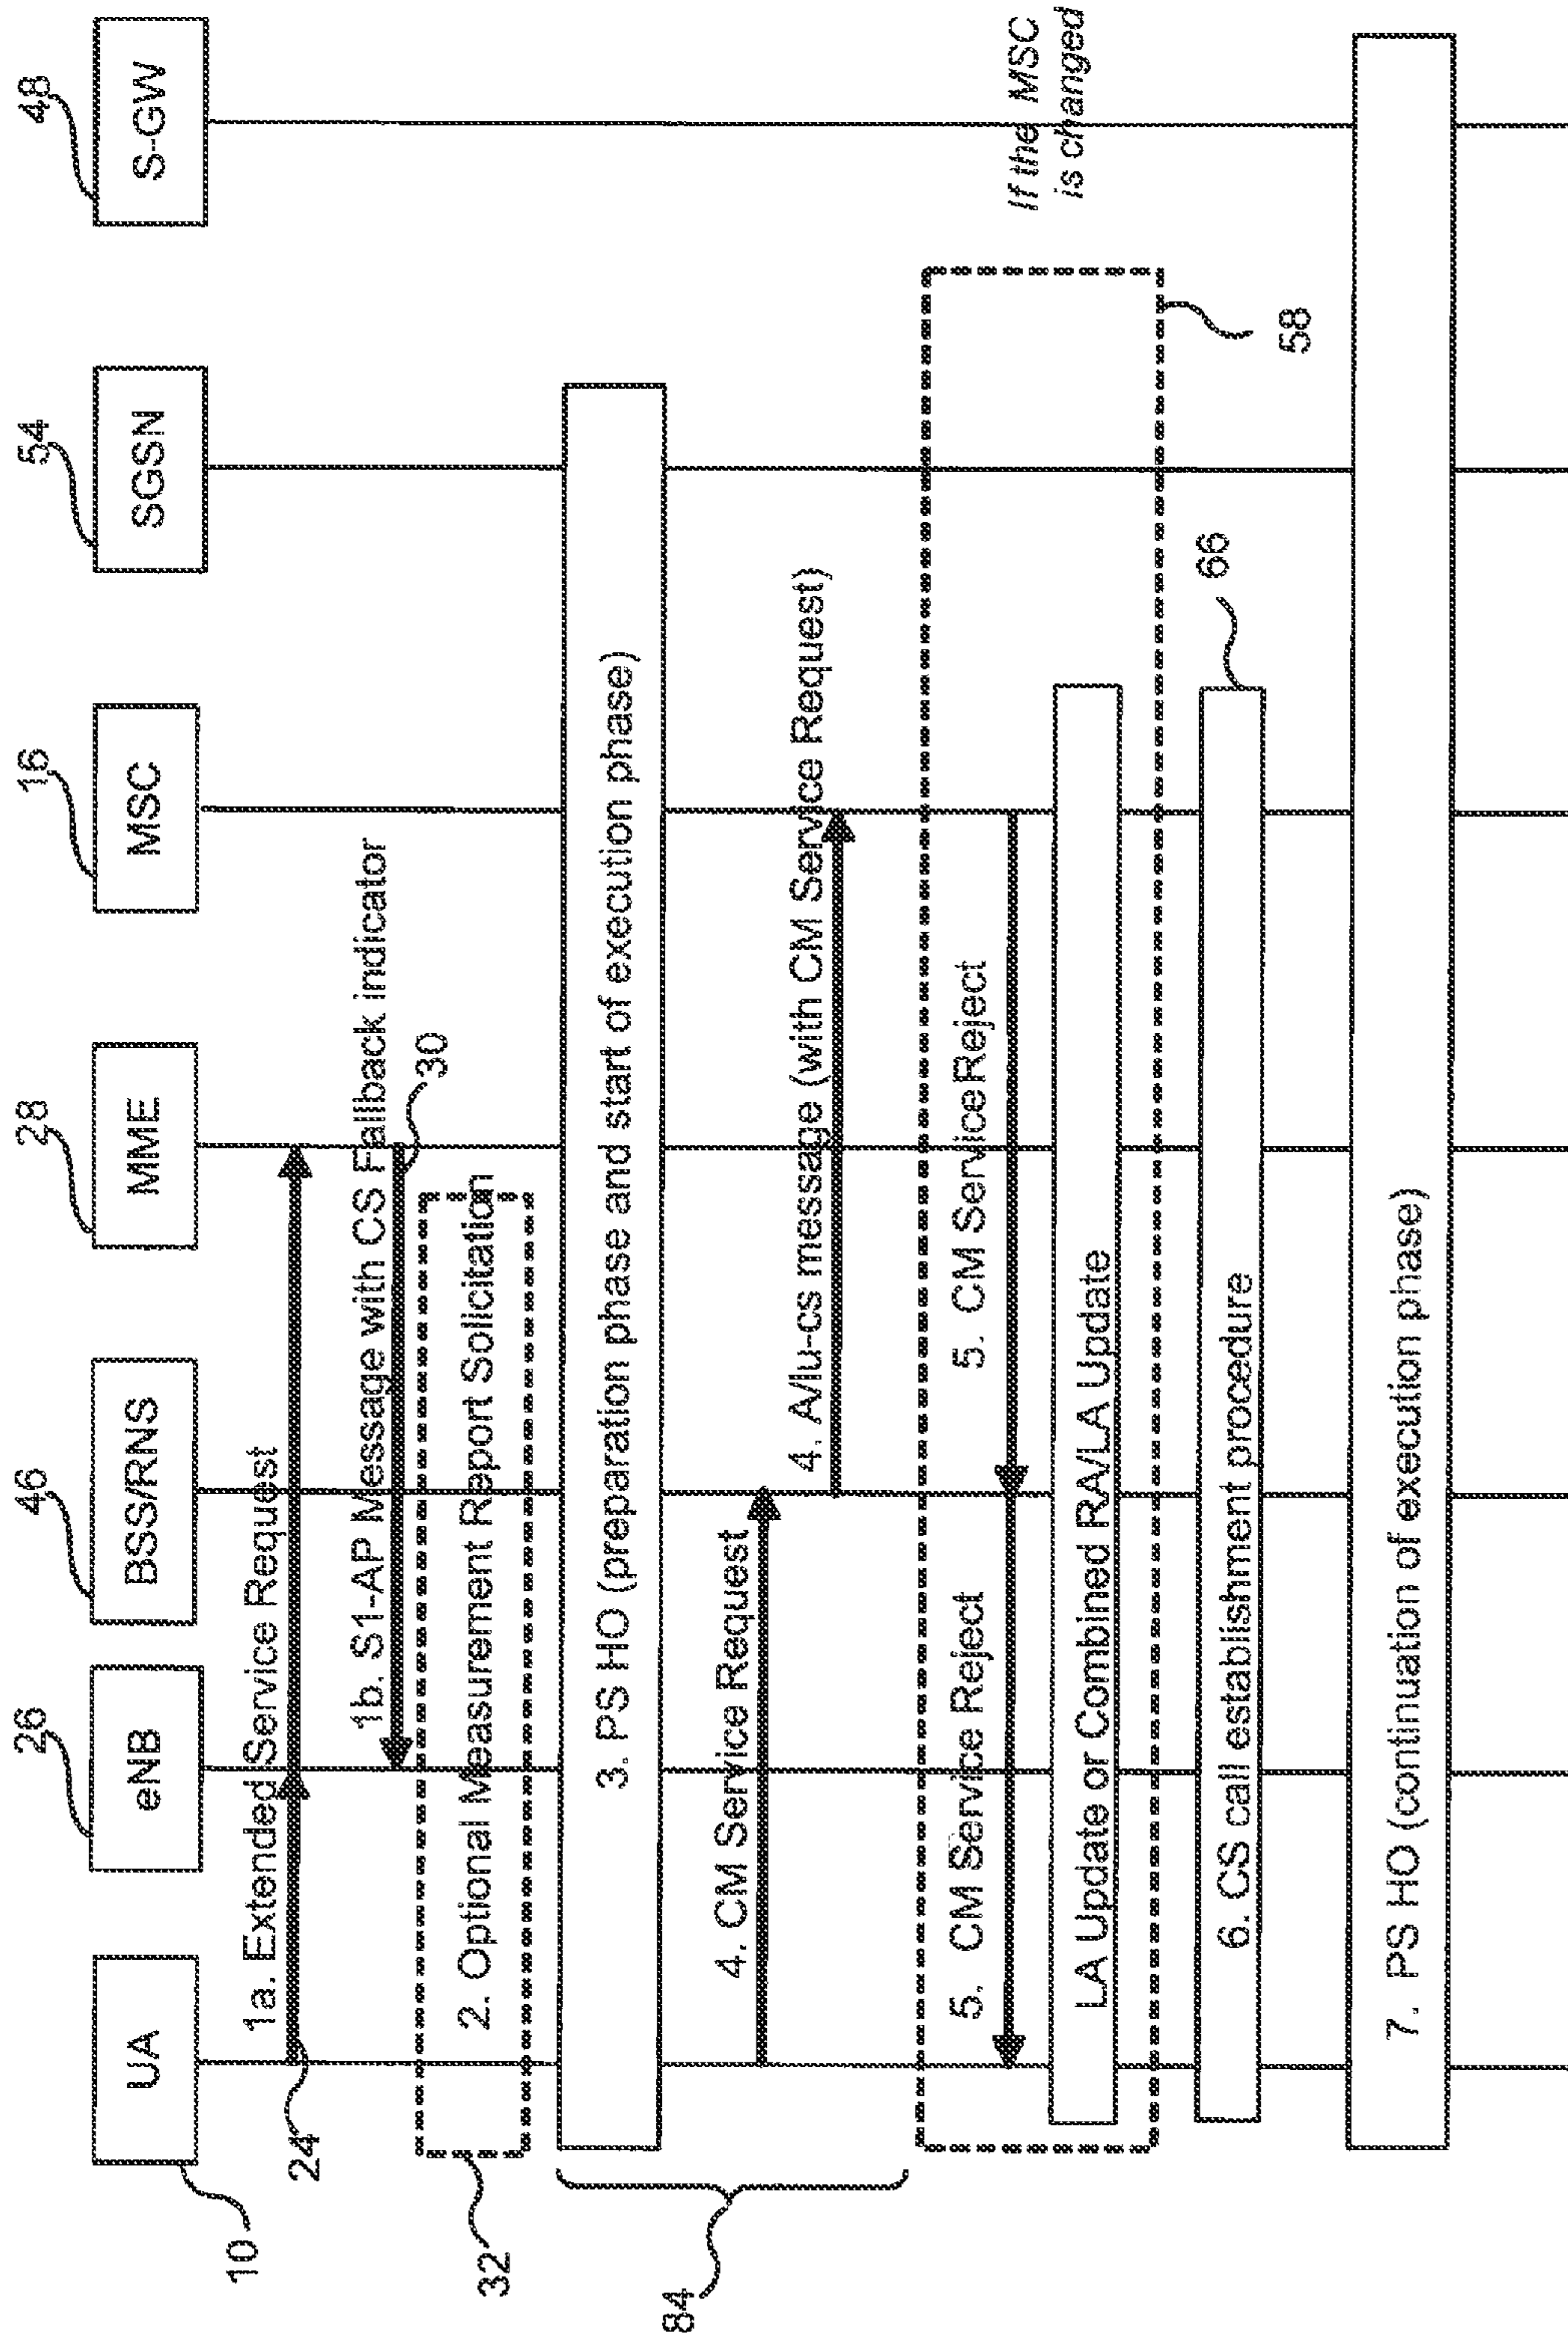 10
26
46
28
16
54
48
UA
eNB
BSS/RNS
MME
MSC
SGSN
S-GW
1a. Extended Service Request
24
1b. S1-AP Message with CS Fallback indicator
30
2. Optional Measurement Report Solicitation
32
3. PS HO (preparation phase and start of execution phase)
84
4. CM Service Request
4. A/Iu-cs message (with CM Service Request)
5. CM Service Reject
5. CM Service Reject
If the MSC
is changed
LA Update or Combined RA/LA Update
58
6. CS call establishment procedure
66
7. PS HO (continuation of execution phase)